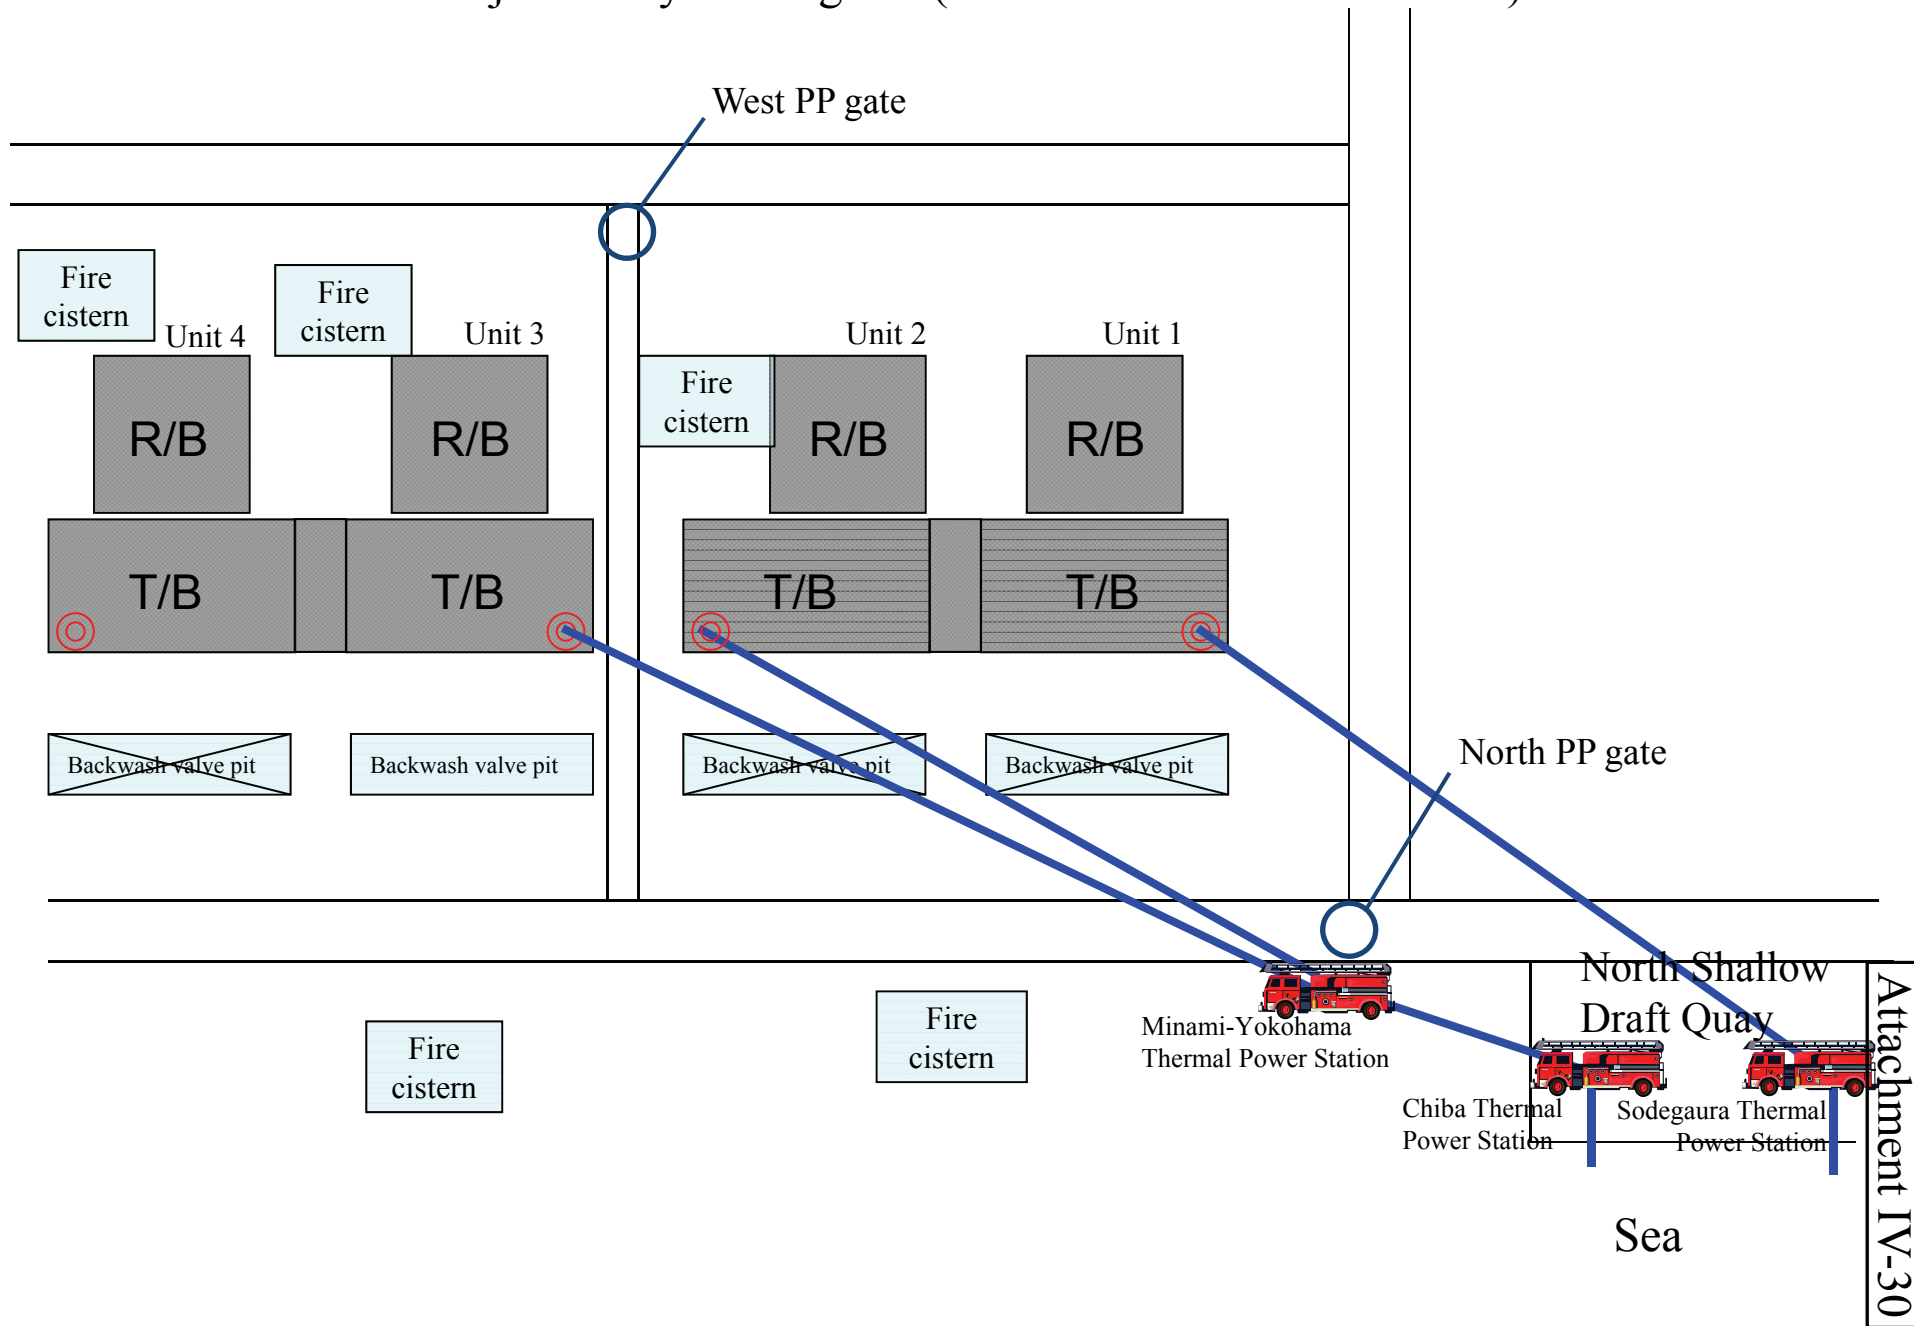 West PP gate
Fire
cistern
Fire
cistern
Unit 4
Unit 3
Unit 2
Unit 1
Fire
cistern
R/B
R/B
R/B
R/B
T/B
T/B
T/B
T/B
Backwash valve pit
Backwash valve pit
Backwash valve pit
Backwash valve pit
North PP gate
North Shallow
Draft Quay
Fire
cistern
Fire
cistern
Minami-Yokohama
Thermal Power Station
Chiba Thermal
Power Station
Sodegaura Thermal
Power Station
Sea
Attachment IV-30